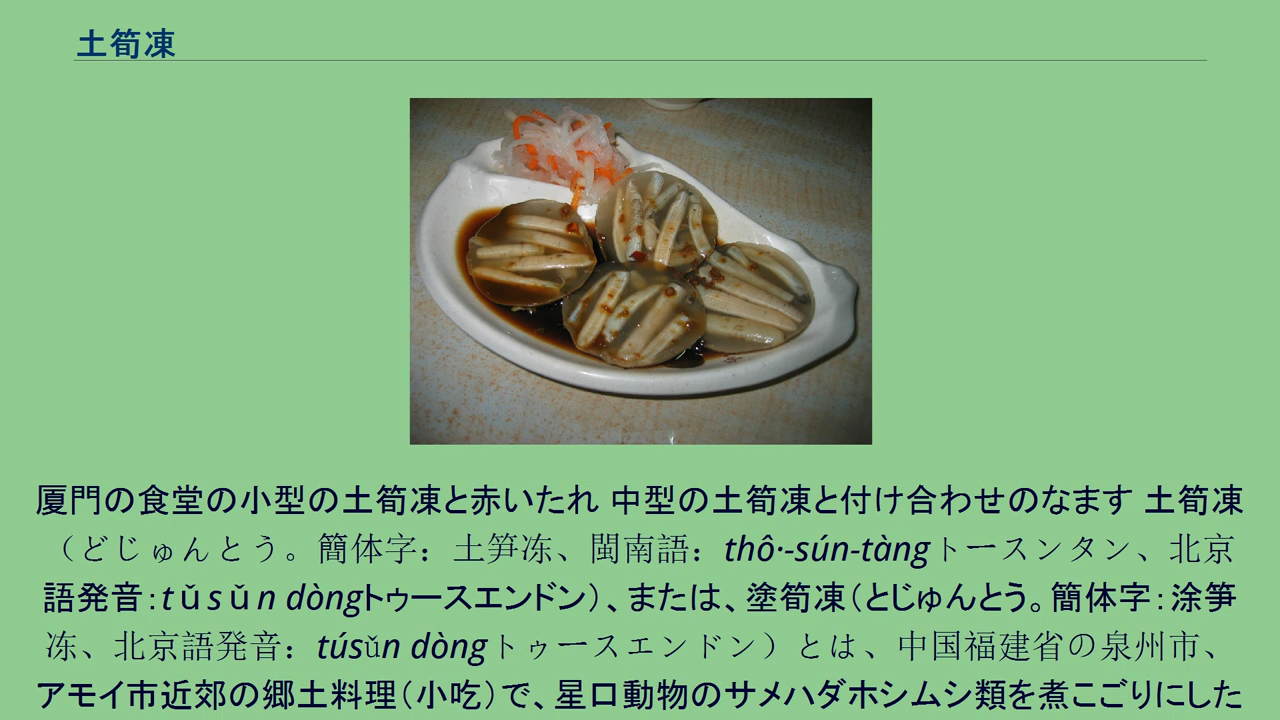 土筍凍
厦門の食堂の小型の土筍凍と赤いたれ 中型の土筍凍と付け合わせのなます 土筍凍
（どじゅんとう。簡体字：土笋冻、閩南語：thô·-sún-tàngトースンタン、北京
語発音：tǔsǔn dòngトゥースエンドン）、または、塗筍凍（とじゅんとう。簡体字：涂笋
冻、北京語発音：túsǔn dòngトゥースエンドン）とは、中国福建省の泉州市、
アモイ市近郊の郷土料理（小吃）で、星口動物のサメハダホシムシ類を煮こごりにした